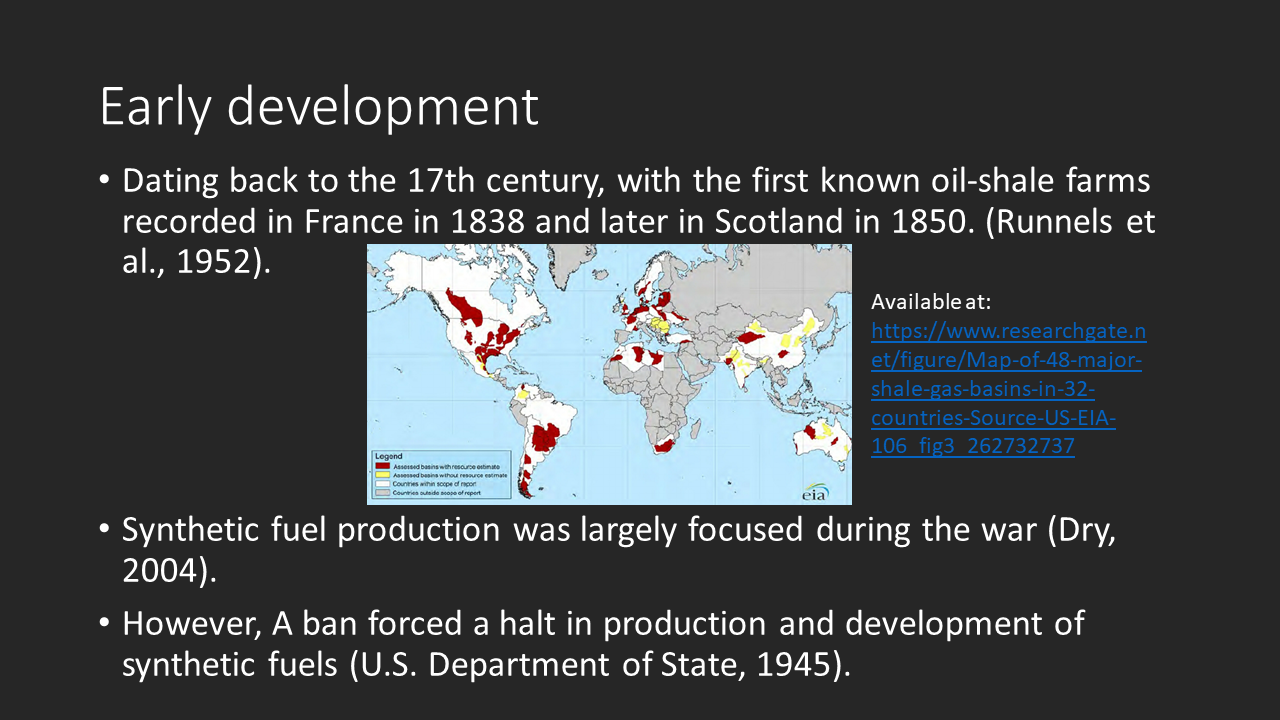 Early development
• Dating back to the 17th century, with the first known oil-shale farms
recorded in France in 1838 and later in Scotland in 1850. (Runnels et
al., 1952).
Available at:
https://www.researchgate.n
et/figure/Map-of-48-major-
shale-gas-basins-in-32-
countries-Source-US-EIA-
106_fig3_262732737
Legend
Assessed basins with resource estimate
Assessed basins without resource estimate
Countries within scope of report
Countries outside scope of report
eia
• Synthetic fuel production was largely focused during the war (Dry,
2004).
• However, A ban forced a halt in production and development of
synthetic fuels (U.S. Department of State, 1945).